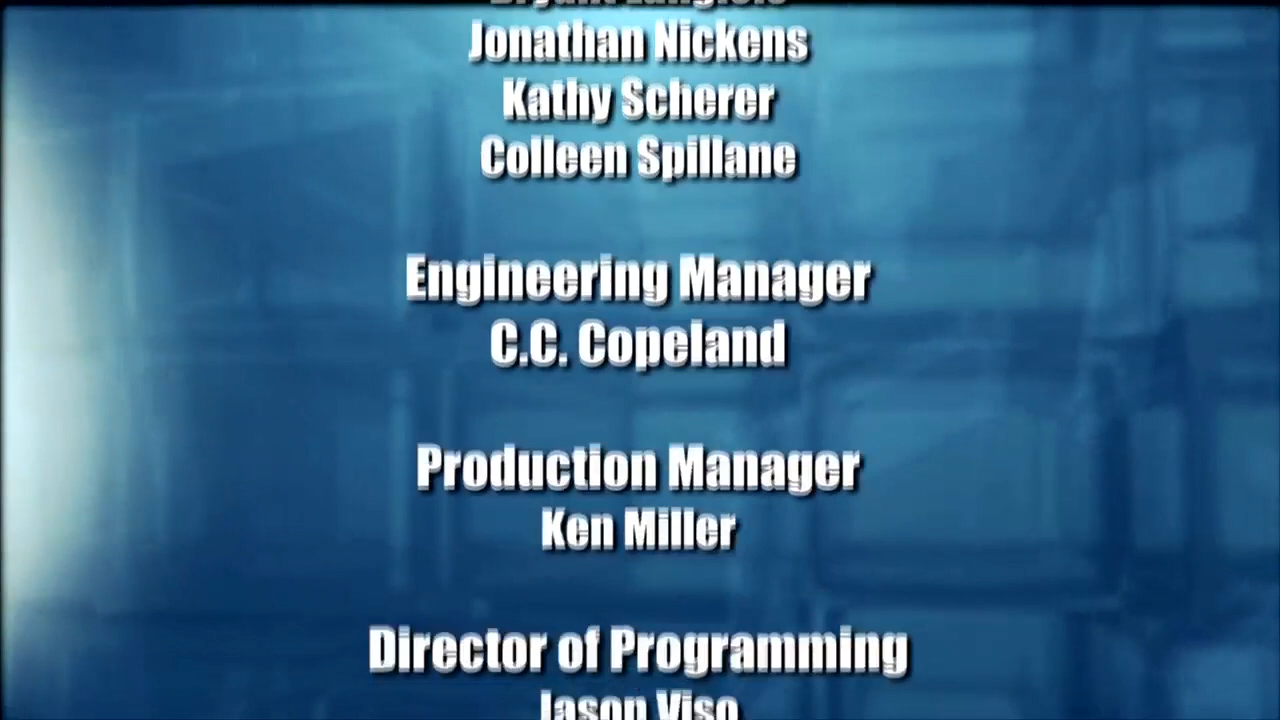 Jonathan Nickens
Kathy Scherer
Colleen Spillane
Engineering Manager
C.C. Copeland
Production Manager
Ken Miller
Director of Programming
Jason Viso